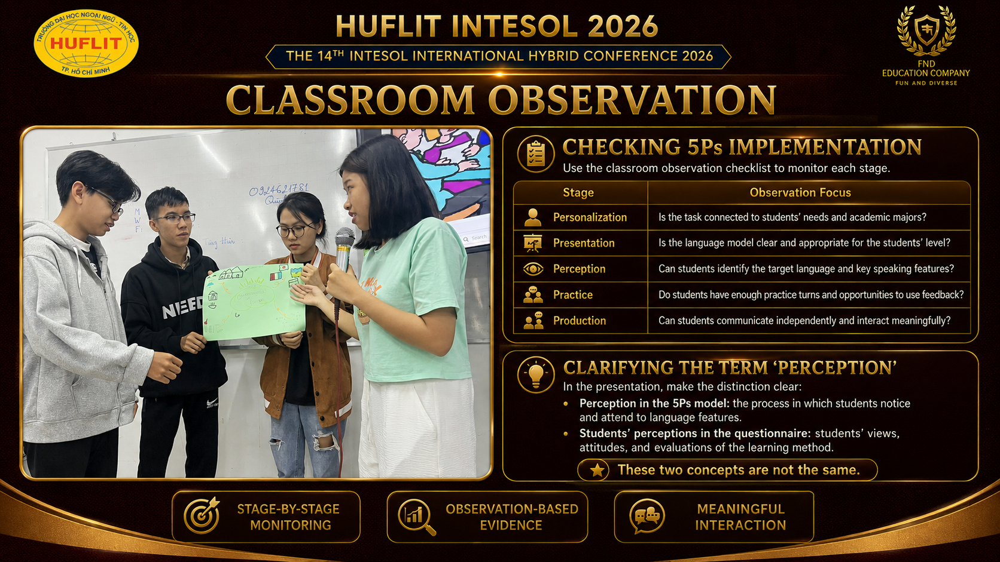 TRƯỜNG ĐẠI HỌC NGOẠI NGỮ - TIN HỌC
HUFLIT
TP. HỒ CHÍ MINH
HUFLIT INTESOL 2026
THE 14TH INTESOL INTERNATIONAL HYBRID CONFERENCE 2026
FND
EDUCATION COMPANY
FUN AND DIVERSE
CLASSROOM OBSERVATION
0924621781
M
W
F:
Search
NEED
CHECKING 5Ps IMPLEMENTATION
Use the classroom observation checklist to monitor each stage.
Stage Observation Focus
Personalization Is the task connected to students' needs and academic majors?
Presentation Is the language model clear and appropriate for the students' level?
Perception Can students identify the target language and key speaking features?
Practice Do students have enough practice turns and opportunities to use feedback?
Production Can students communicate independently and interact meaningfully?
CLARIFYING THE TERM ‘PERCEPTION’
In the presentation, make the distinction clear:
• Perception in the 5Ps model: the process in which students notice
and attend to language features.
• Students' perceptions in the questionnaire: students' views,
attitudes, and evaluations of the learning method.
These two concepts are not the same.
STAGE-BY-STAGE
MONITORING
OBSERVATION-BASED
EVIDENCE
MEANINGFUL
INTERACTION